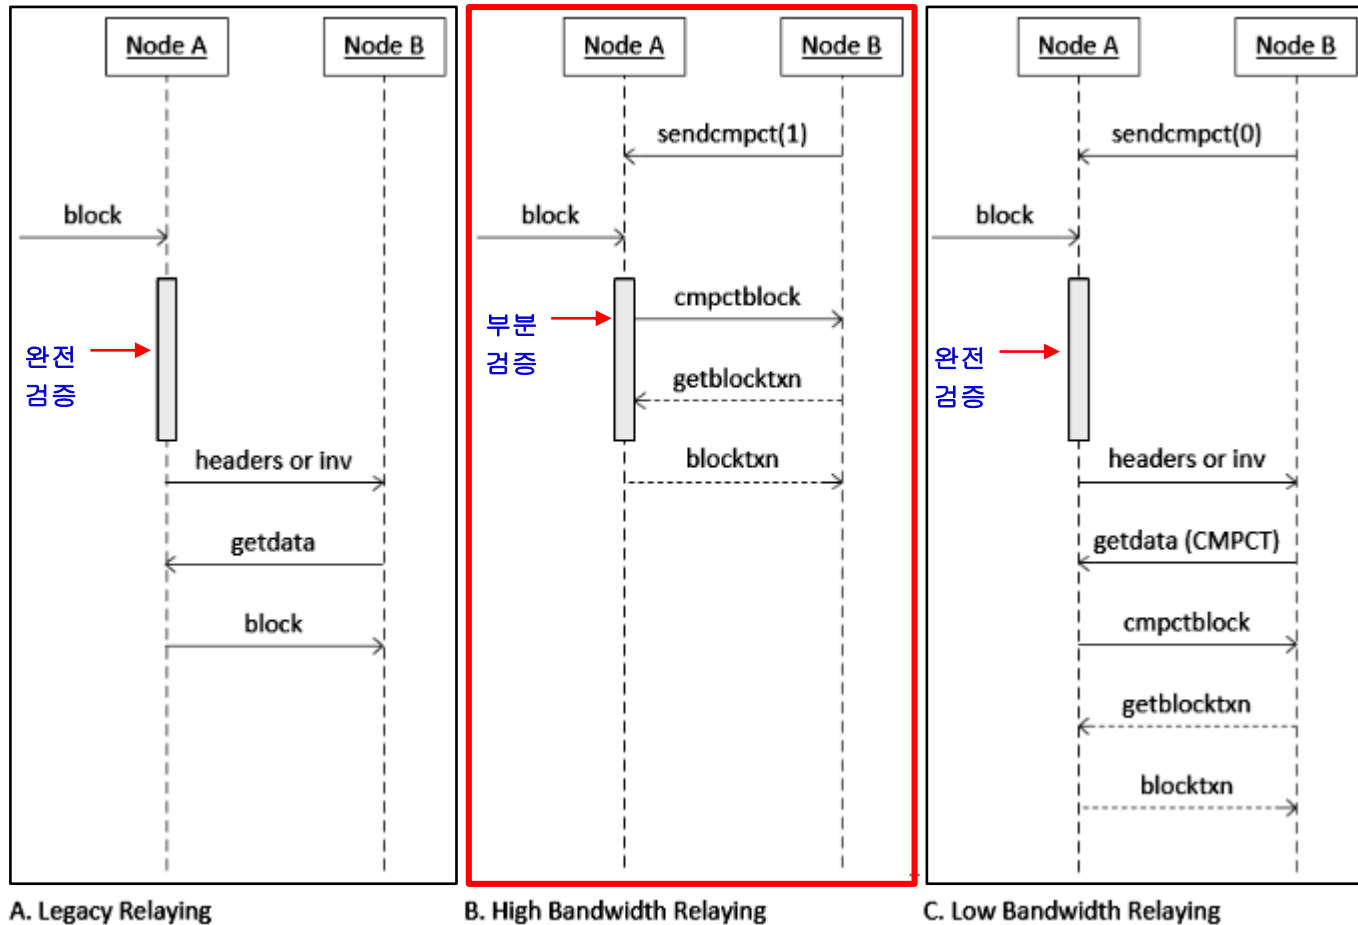 Node A
Node B
block
완전
검증
headers or inv
getdata
block
A. Legacy Relaying
Node A
Node B
sendcmpct(1)
block
cmpctblock
부분
검증
getblocktxn
blocktxn
B. High Bandwidth Relaying
Node A
Node B
sendcmpct(0)
block
완전
검증
headers or inv
getdata (CMPCT)
cmpctblock
getblocktxn
blocktxn
C. Low Bandwidth Relaying